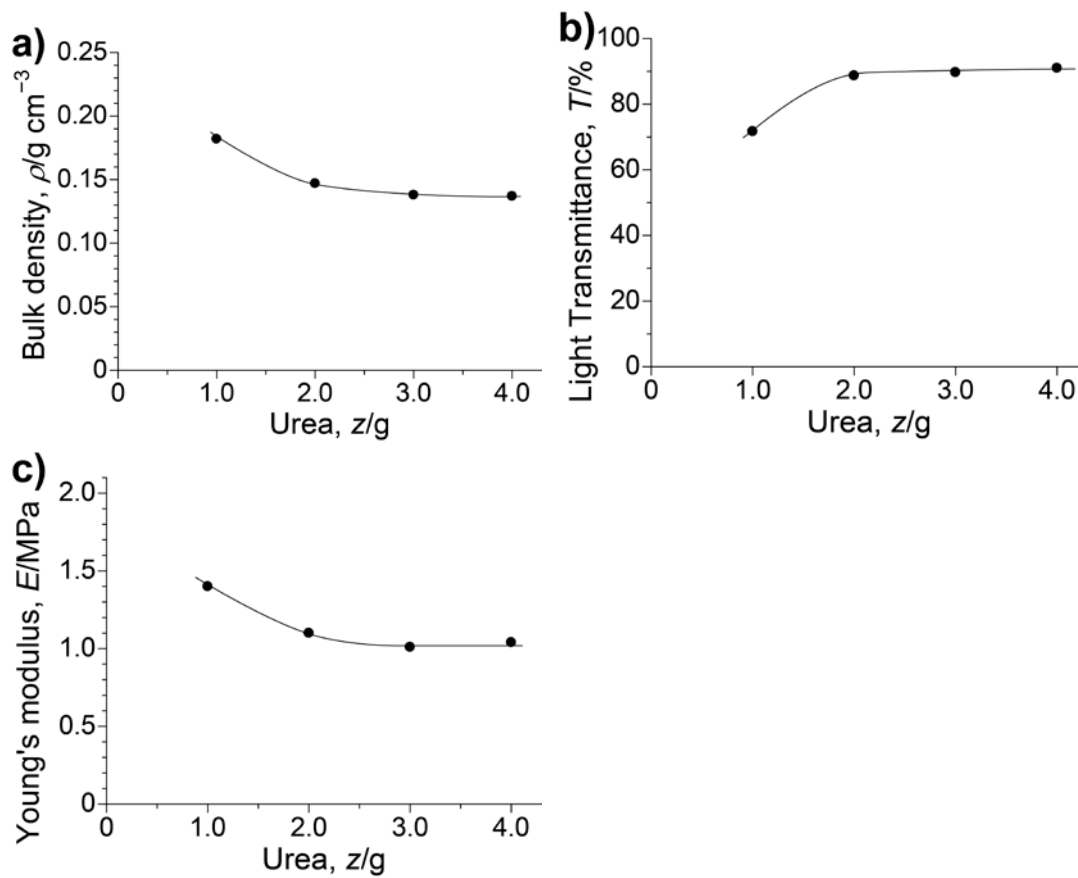 a)
Bulk density, ρ/g cm⁻³
0.25
0.20
0.15
0.10
0.05
0
0 1.0 2.0 3.0 4.0
Urea, z/g
b)
Light Transmittance, T/%
100
80
60
40
20
0
0 1.0 2.0 3.0 4.0
Urea, z/g
c)
Young's modulus, E/MPa
2.0
1.5
1.0
0.5
0
0 1.0 2.0 3.0 4.0
Urea, z/g